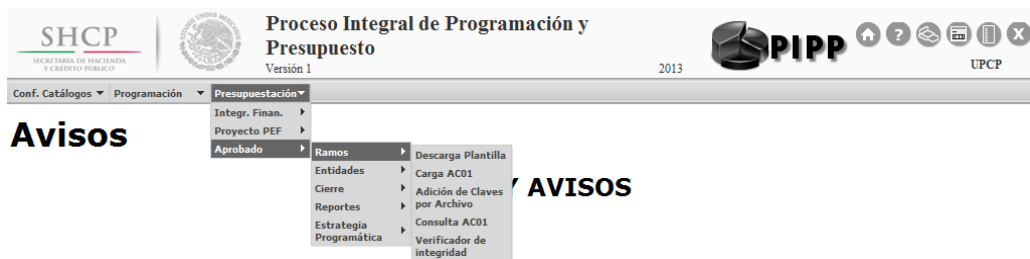 SHCP
SECRETARÍA DE HACIENDA
Y CRÉDITO PÚBLICO
Proceso Integral de Programación y
Presupuesto
Versión 1
2013
PIPP
UPCP
Conf. Catálogos
Programación
Presupuestación
Integr. Finan.
Proyecto PEF
Aprobado
Avisos
Ramos
Entidades
Cierre
Reportes
Estrategia
Programática
Descarga Plantilla
Carga AC01
Adición de Claves
por Archivo
Consulta AC01
Verificador de
integridad
Y AVISOS